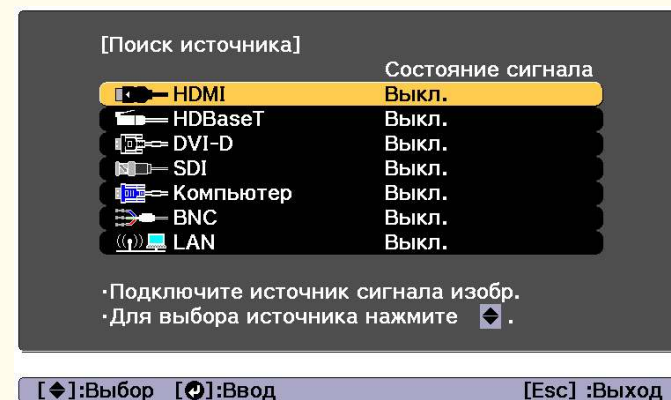 [Поиск источника]
Состояние сигнала
HDMI Выкл.
HDBaseT Выкл.
DVI-D Выкл.
SDI Выкл.
Компьютер Выкл.
BNC Выкл.
LAN Выкл.
·Подключите источник сигнала изобр.
·Для выбора источника нажмите .
[]:Выбор []:Ввод [Esc] :Выход